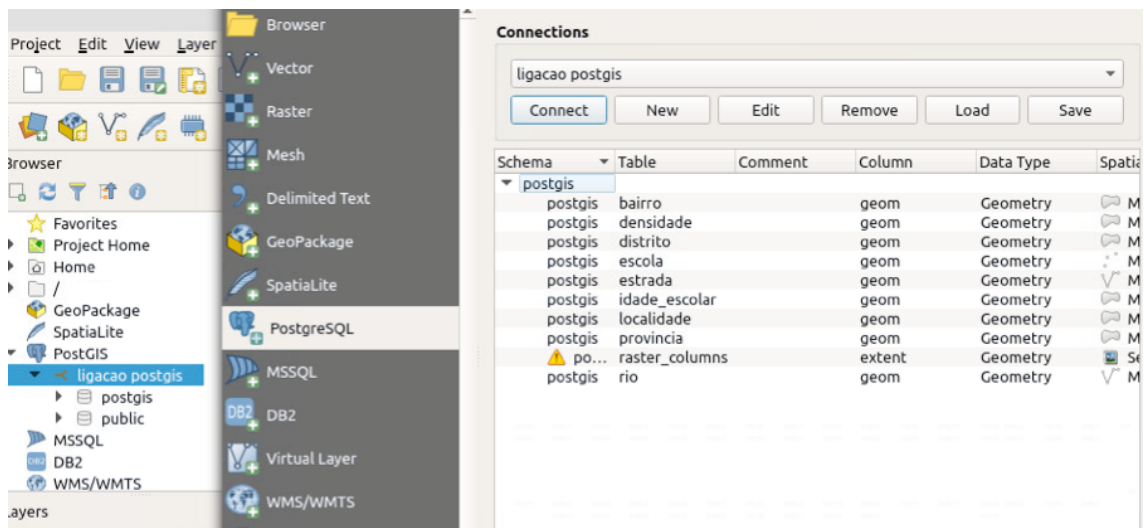 Project Edit View Layer
Browser
Favorites
Project Home
Home
/
GeoPackage
SpatiaLite
PostGIS
ligacao postgis
postgis
public
MSSQL
DB2
WMS/WMTS
Layers
Browser
Vector
Raster
Mesh
Delimited Text
GeoPackage
SpatiaLite
PostgreSQL
MSSQL
DB2
DB2
Virtual Layer
WMS/WMTS
Connections
ligacao postgis
Connect New Edit Remove Load Save
Schema Table Comment Column Data Type Spatia
postgis
postgis bairro geom Geometry M
postgis densidade geom Geometry M
postgis distrito geom Geometry M
postgis escola geom Geometry M
postgis estrada geom Geometry M
postgis idade_escolar geom Geometry M
postgis localidade geom Geometry M
postgis provincia geom Geometry M
po... raster_columns extent Geometry Se
postgis rio geom Geometry M